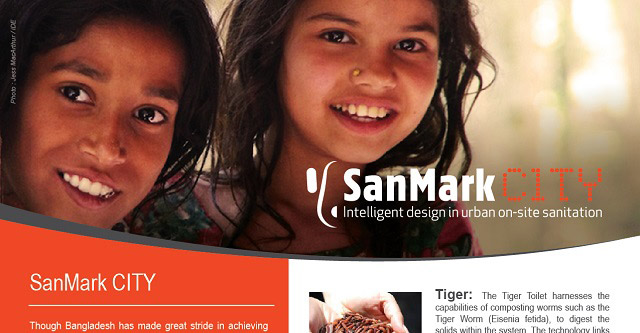 Photo : Jess MacArthur / iDE
SanMark CITY
Intelligent design in urban on-site sanitation
SanMark CITY
Though Bangladesh has made great stride in achieving
Tiger: The Tiger Toilet harnesses the
capabilities of composting worms such as the
Tiger Worm (Eisenia fetida), to digest the
solids within the system. The technology links